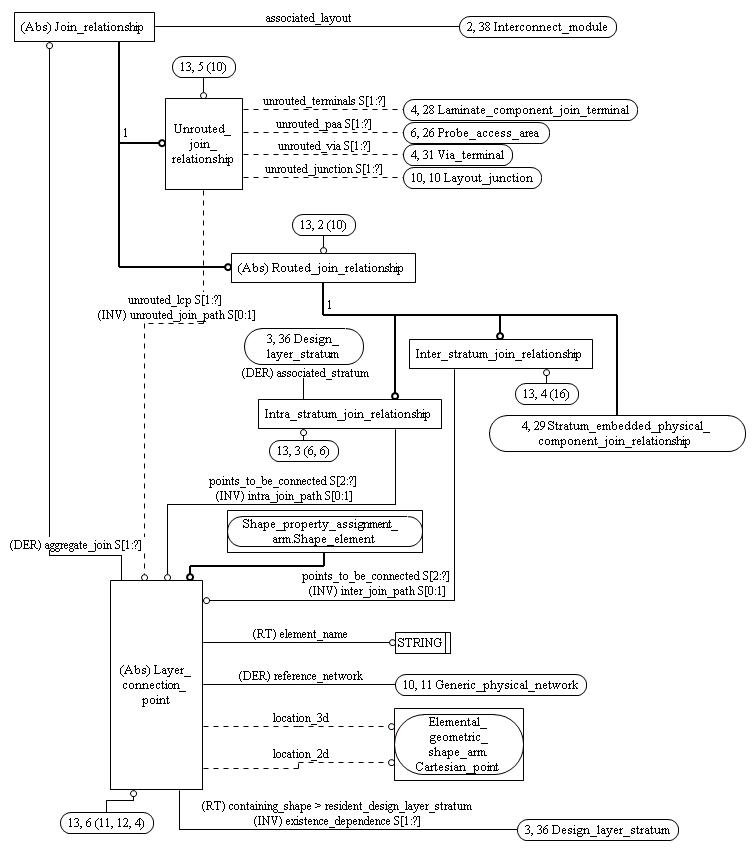 associated_layout
(Abs) Join_relationship
2, 38 Interconnect_module
13, 5 (10)
unrouted_terminals S[1:?]
4, 28 Laminate_component_join_terminal
unrouted_paa S[1:?]
6, 26 Probe_access_area
1
Unrouted_
join_
relationship
unrouted_via S[1:?]
4, 31 Via_terminal
unrouted_junction S[1:?]
10, 10 Layout_junction
13, 2 (10)
(Abs) Routed_join_relationship
unrouted_lcp S[1:?]
(INV) unrouted_join_path S[0:1]
1
3, 36 Design_
layer_stratum
(DER) associated_stratum
Inter_stratum_join_relationship
13, 4 (16)
Intra_stratum_join_relationship
13, 3 (6, 6)
4, 29 Stratum_embedded_physical_
component_join_relationship
points_to_be_connected S[2:?]
(INV) intra_join_path S[0:1]
Shape_property_assignment_
arm.Shape_element
(DER) aggregate_join S[1:?]
points_to_be_connected S[2:?]
(INV) inter_join_path S[0:1]
(RT) element_name
STRING
(Abs) Layer_
connection_
point
(DER) reference_network
10, 11 Generic_physical_network
location_3d
location_2d
Elemental_
geometric_
shape_arm.
Cartesian_point
(RT) containing_shape > resident_design_layer_stratum
(INV) existence_dependence S[1:?]
13, 6 (11, 12, 4)
3, 36 Design_layer_stratum